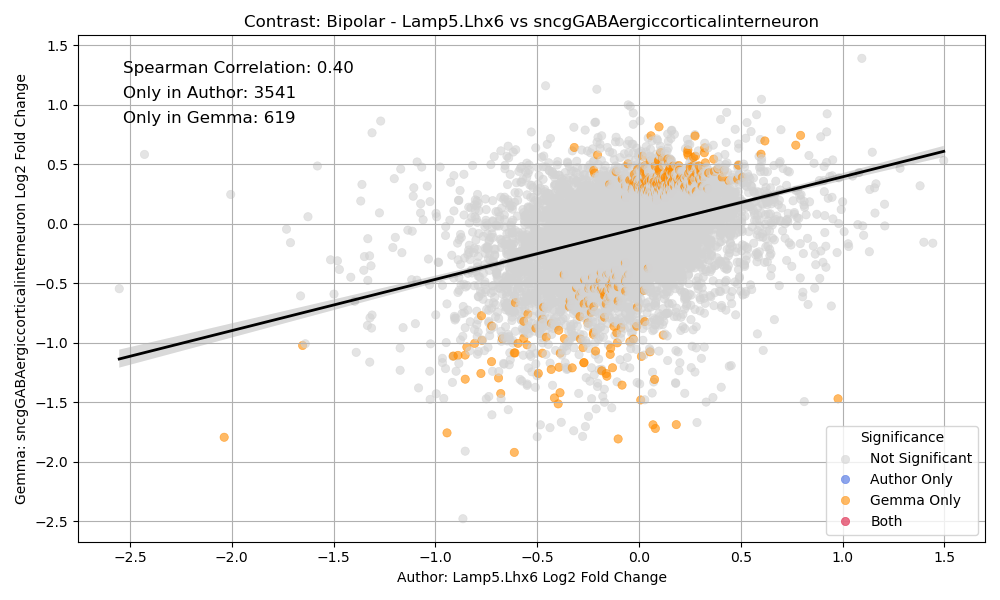 Contrast: Bipolar - Lamp5.Lhx6 vs sncgGABAergiccorticalinterneuron
Spearman Correlation: 0.40
Only in Author: 3541
Only in Gemma: 619
Gemma: sncgGABAergiccorticalinterneuron Log2 Fold Change
1.5
1.0
0.5
0.0
−0.5
−1.0
−1.5
−2.0
−2.5
Significance
Not Significant
Author Only
Gemma Only
Both
−2.5 −2.0 −1.5 −1.0 −0.5 0.0 0.5 1.0 1.5
Author: Lamp5.Lhx6 Log2 Fold Change